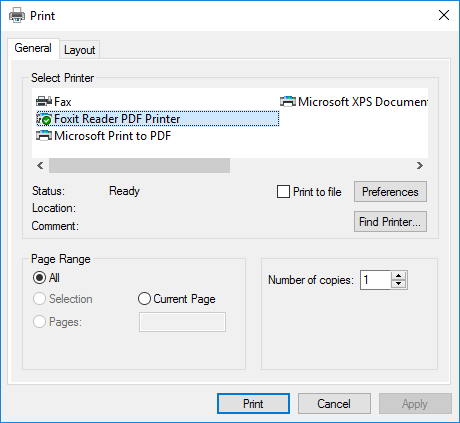 Print
General
Layout
Select Printer
Fax
Microsoft XPS Documen
Foxit Reader PDF Printer
Microsoft Print to PDF
Status:
Ready
Print to file
Preferences
Location:
Comment:
Find Printer...
Page Range
All
Selection
Current Page
Pages:
Number of copies:
1
Print
Cancel
Apply